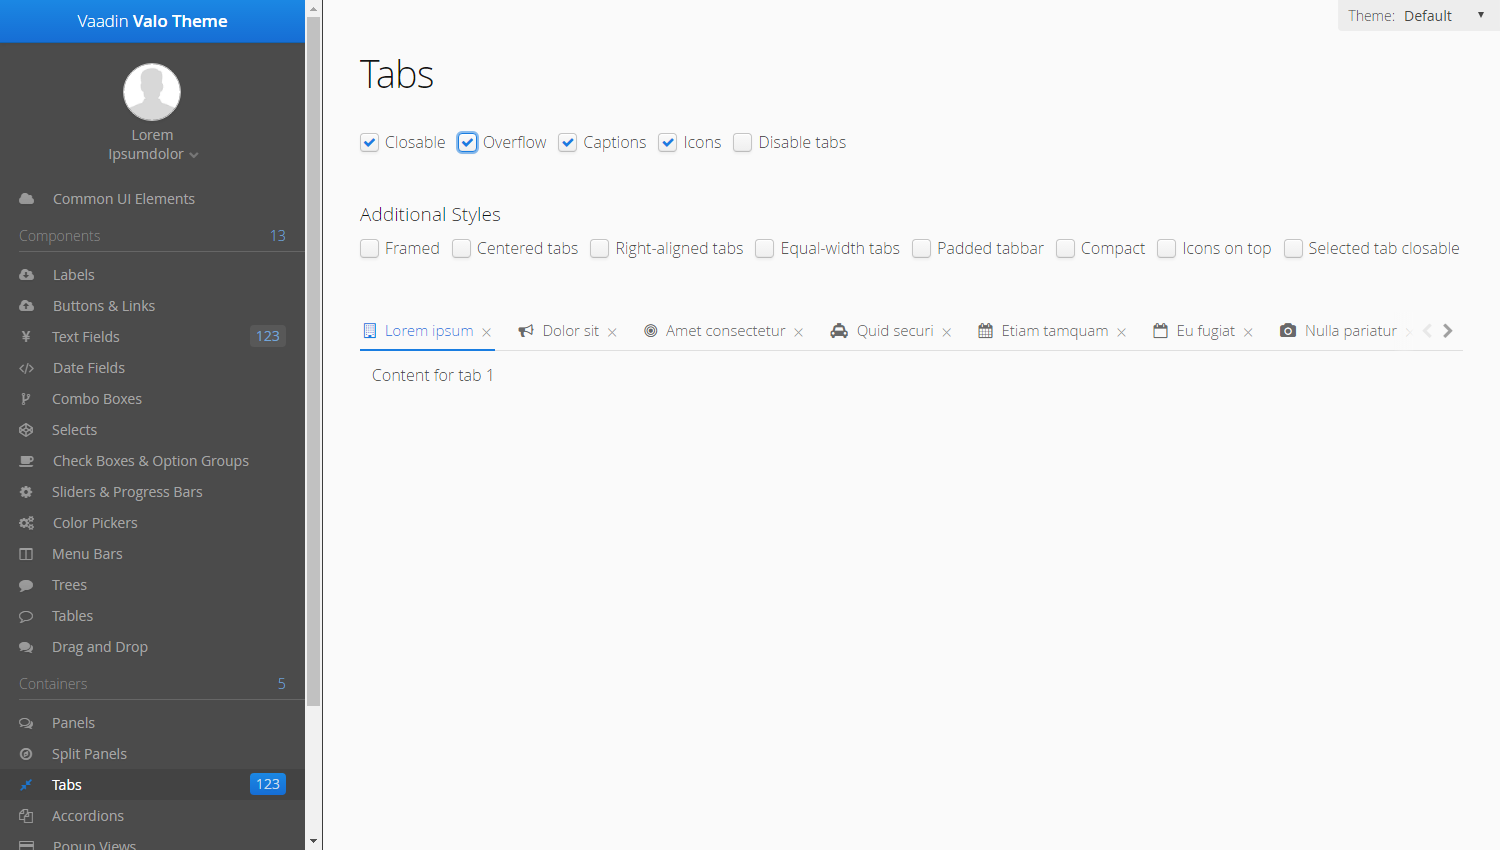 Vaadin Valo Theme
Lorem
Ipsumdolor
Common UI Elements
Components 13
Labels
Buttons & Links
Text Fields 123
Date Fields
Combo Boxes
Selects
Check Boxes & Option Groups
Sliders & Progress Bars
Color Pickers
Menu Bars
Trees
Tables
Drag and Drop
Containers 5
Panels
Split Panels
Tabs 123
Accordions
Popup Views
Theme: Default
Tabs
Closable Overflow Captions Icons Disable tabs
Additional Styles
Framed Centered tabs Right-aligned tabs Equal-width tabs Padded tabbar Compact Icons on top Selected tab closable
Lorem ipsum Dolor sit Amet consectetur Quid securi Etiam tamquam Eu fugiat Nulla pariatur
Content for tab 1